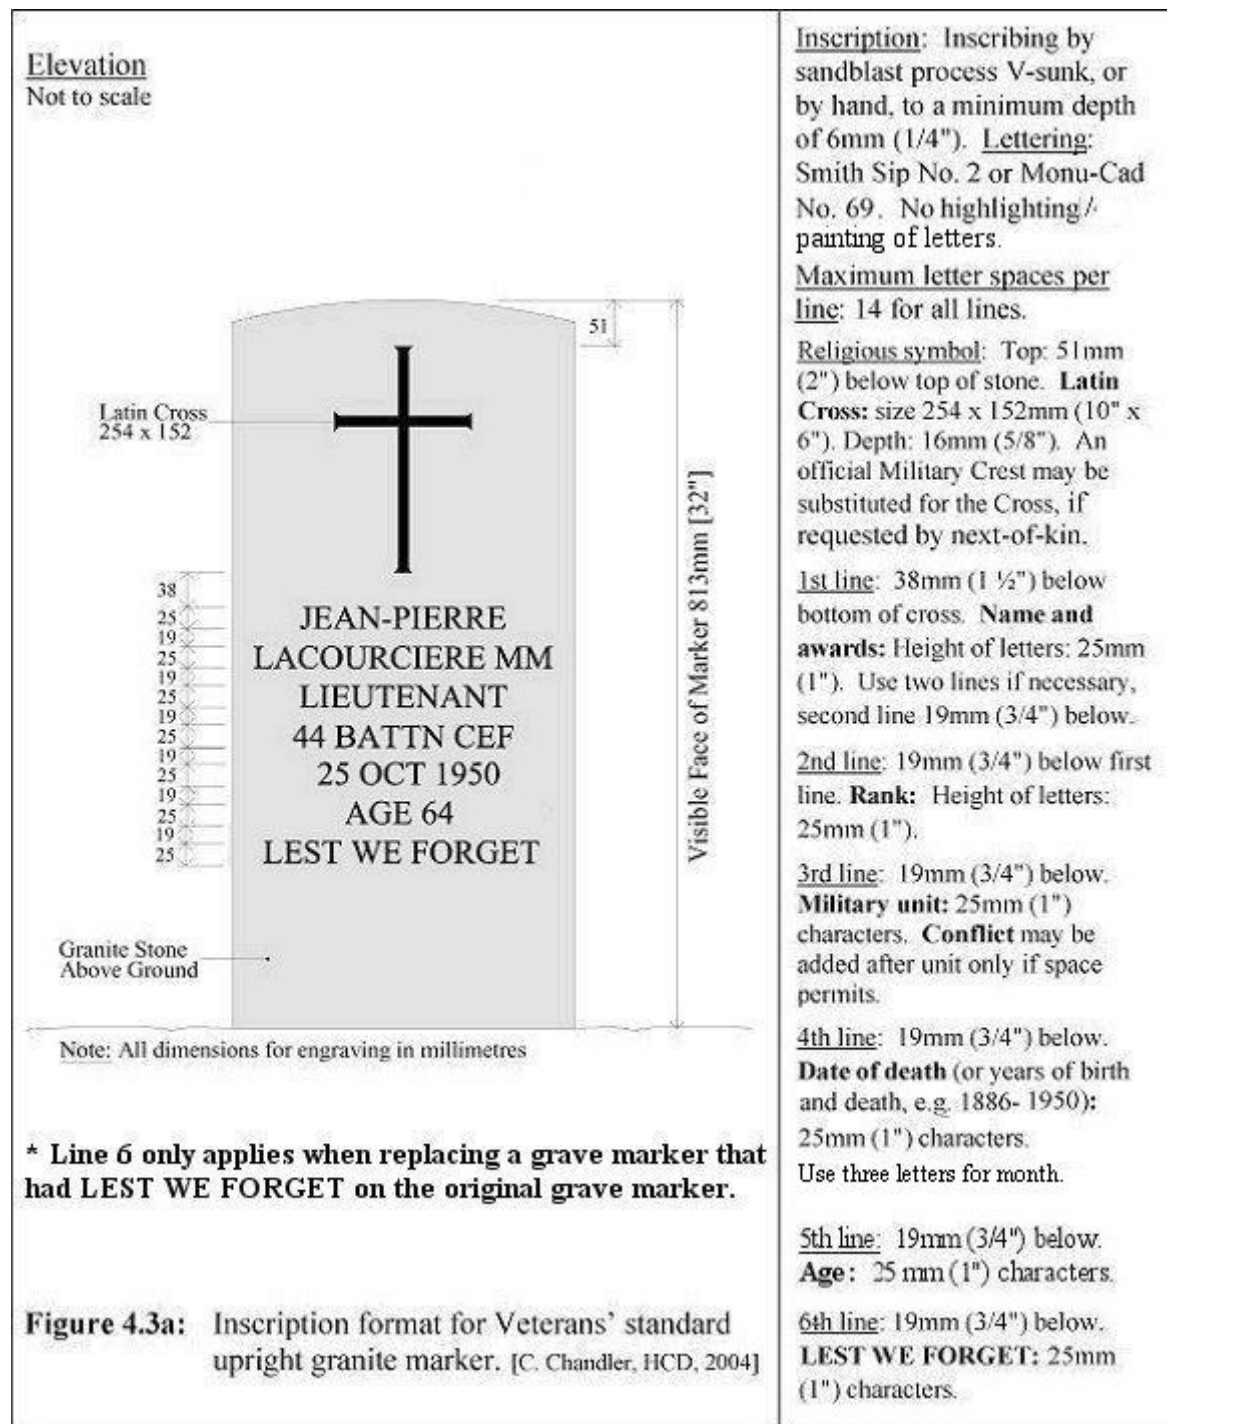 Elevation
Not to scale
51
Latin Cross
254 x 152
38
25
19
25
19
25
19
25
19
25
19
25
19
25
JEAN-PIERRE
LACOURCIERE MM
LIEUTENANT
44 BATTN CEF
25 OCT 1950
AGE 64
LEST WE FORGET
Visible Face of Marker 813mm [32"]
Granite Stone
Above Ground
Note: All dimensions for engraving in millimetres
* Line 6 only applies when replacing a grave marker that
had LEST WE FORGET on the original grave marker.
Figure 4.3a: Inscription format for Veterans' standard
upright granite marker. [C. Chandler, HCD, 2004]
Inscription: Inscribing by
sandblast process V-sunk, or
by hand, to a minimum depth
of 6mm (1/4"). Lettering:
Smith Sip No. 2 or Monu-Cad
No. 69. No highlighting/
painting of letters.
Maximum letter spaces per
line: 14 for all lines.
Religious symbol: Top: 51mm
(2") below top of stone. Latin
Cross: size 254 x 152mm (10" x
6"). Depth: 16mm (5/8"). An
official Military Crest may be
substituted for the Cross, if
requested by next-of-kin.
1st line: 38mm (1 ½") below
bottom of cross. Name and
awards: Height of letters: 25mm
(1"). Use two lines if necessary,
second line 19mm (3/4") below.
2nd line: 19mm (3/4") below first
line. Rank: Height of letters:
25mm (1").
3rd line: 19mm (3/4") below.
Military unit: 25mm (1")
characters. Conflict may be
added after unit only if space
permits.
4th line: 19mm (3/4") below.
Date of death (or years of birth
and death, e.g. 1886- 1950):
25mm (1") characters.
Use three letters for month.
5th line: 19mm (3/4") below.
Age: 25 mm (1") characters.
6th line: 19mm (3/4") below.
LEST WE FORGET: 25mm
(1") characters.